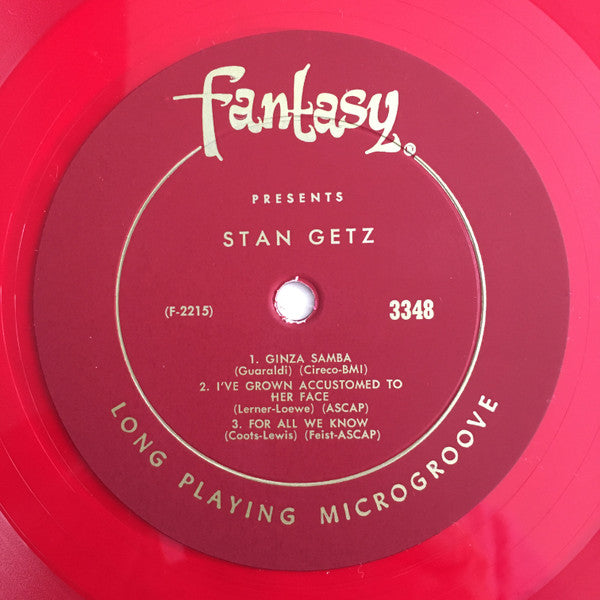 fantasy®
PRESENTS
STAN GETZ
(F-2215)
3348
1. GINZA SAMBA
(Guaraldi) (Cireco-BMI)
2. I'VE GROWN ACCUSTOMED TO
HER FACE
(Lerner-Loewe) (ASCAP)
3. FOR ALL WE KNOW
(Coots-Lewis) (Feist-ASCAP)
LONG PLAYING MICROGROOVE